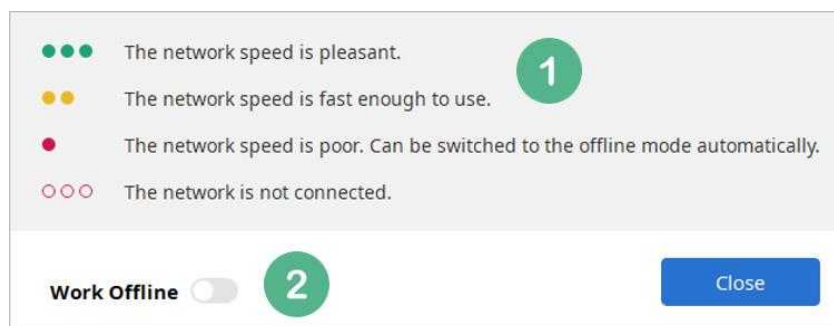 The network speed is pleasant.
1
The network speed is fast enough to use.
The network speed is poor. Can be switched to the offline mode automatically.
The network is not connected.
Work Offline
2
Close